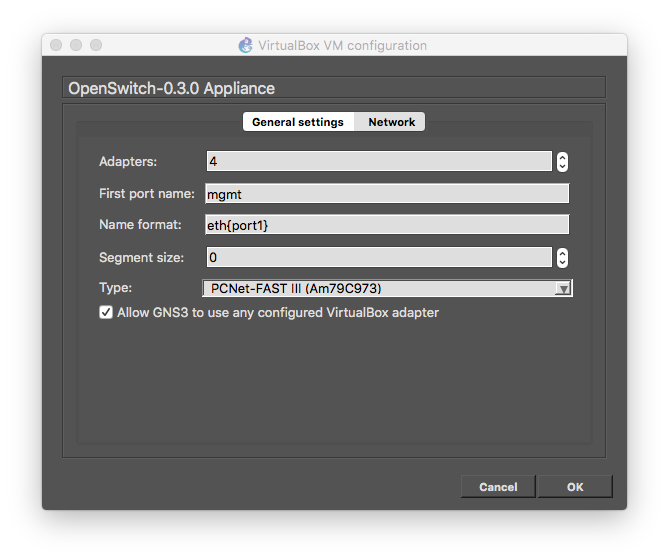 VirtualBox VM configuration
OpenSwitch-0.3.0 Appliance
General settings Network
Adapters: 4
First port name: mgmt
Name format: eth{port1}
Segment size: 0
Type: PCNet-FAST III (Am79C973)
Allow GNS3 to use any configured VirtualBox adapter
Cancel OK